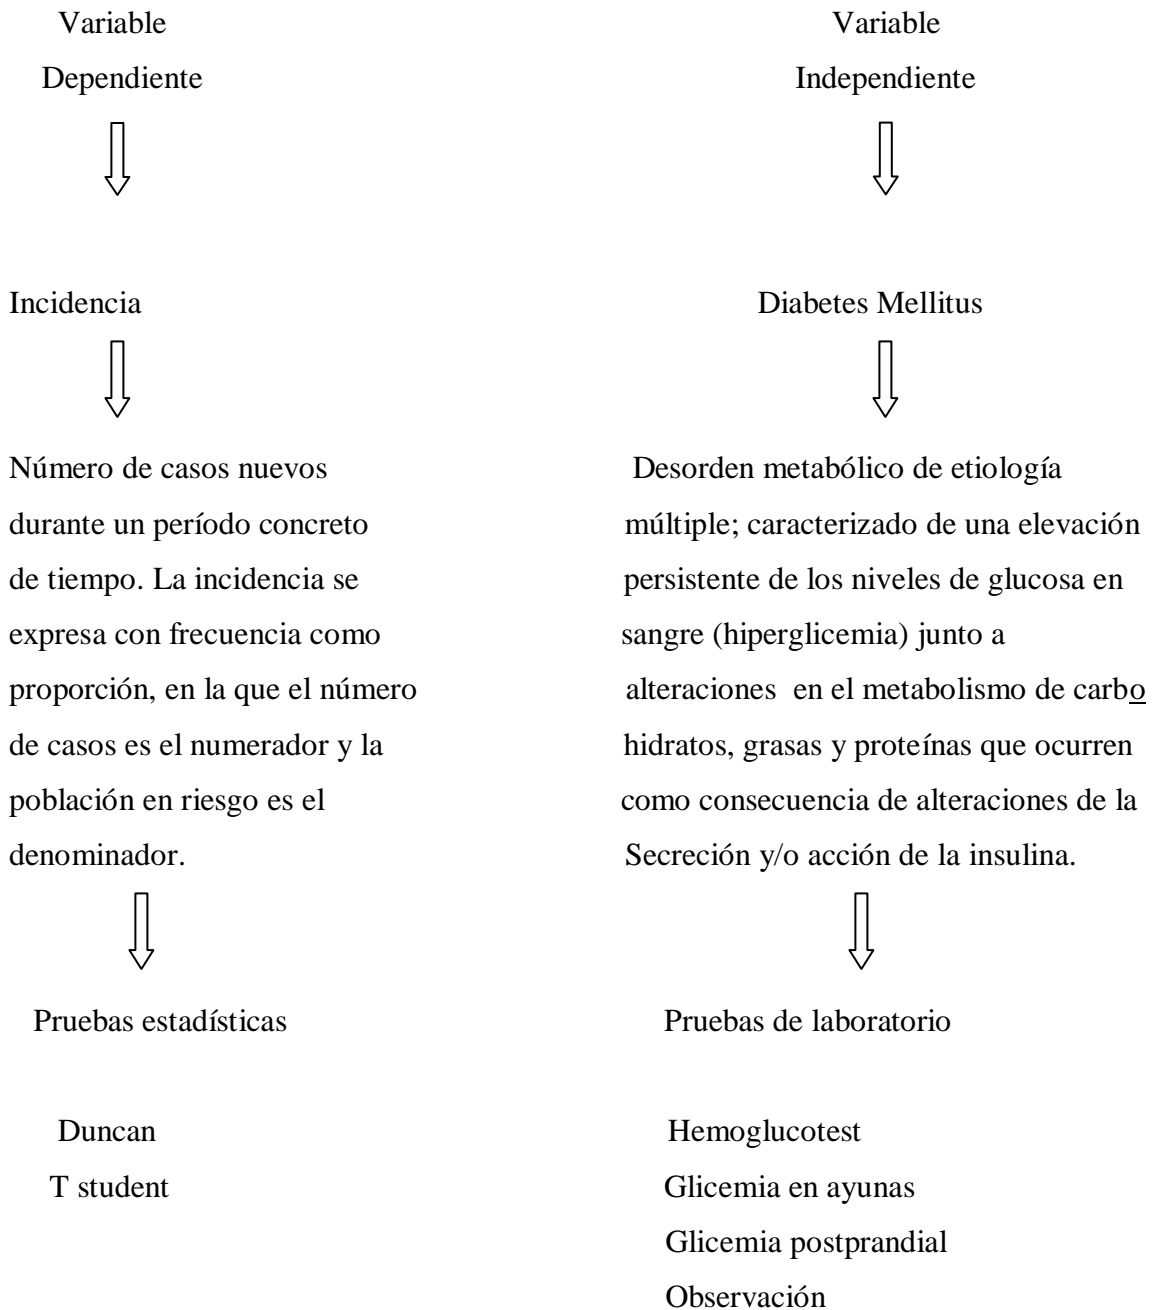 Variable
Dependiente
Incidencia
Número de casos nuevos
durante un período concreto
de tiempo. La incidencia se
expresa con frecuencia como
proporción, en la que el número
de casos es el numerador y la
población en riesgo es el
denominador.
Pruebas estadísticas
Duncan
T student
Variable
Independiente
Diabetes Mellitus
Desorden metabólico de etiología
múltiple; caracterizado de una elevación
persistente de los niveles de glucosa en
sangre (hiperglicemia) junto a
alteraciones  en el metabolismo de carbo
hidratos, grasas y proteínas que ocurren
como consecuencia de alteraciones de la
Secreción y/o acción de la insulina.
Pruebas de laboratorio
Hemoglucotest
Glicemia en ayunas
Glicemia postprandial
Observación